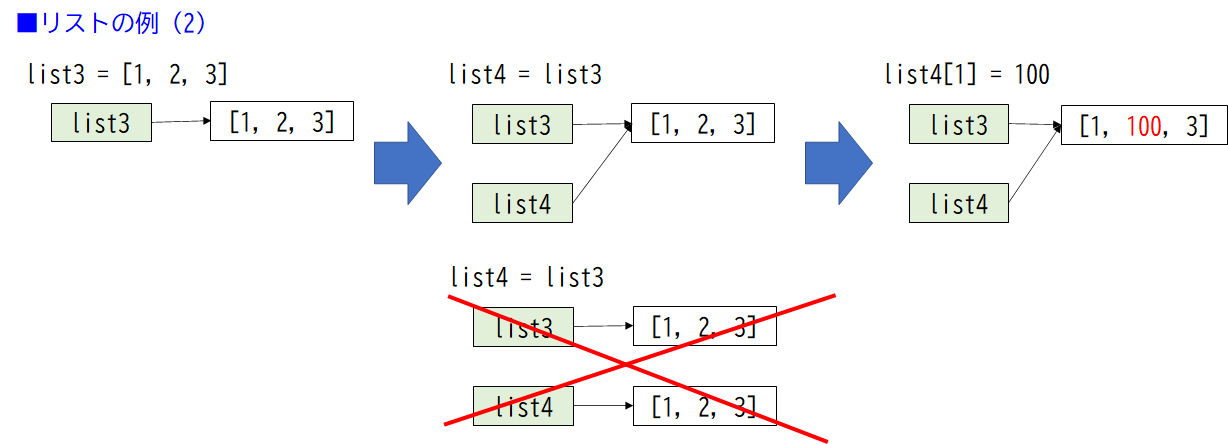 ■リストの例（2）
list3 = [1, 2, 3]
list3
[1, 2, 3]
list4 = list3
list3
[1, 2, 3]
list4
list4[1] = 100
list3
[1, 100, 3]
list4
list4 = list3
list3
[1, 2, 3]
list4
[1, 2, 3]